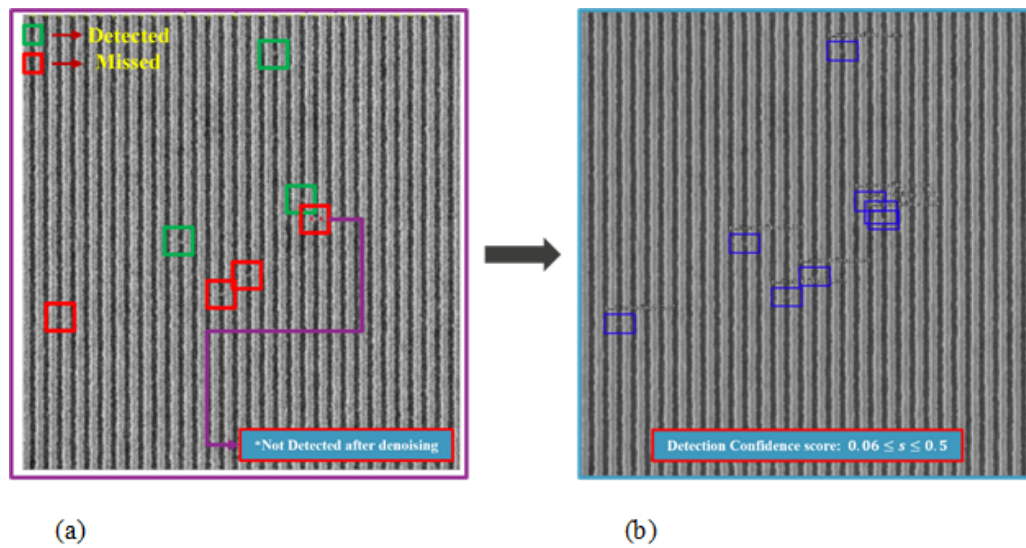 Detected
Missed
*Not Detected after denoising
Detection Confidence score: 0.06 ≤ s ≤ 0.5
(a)
(b)